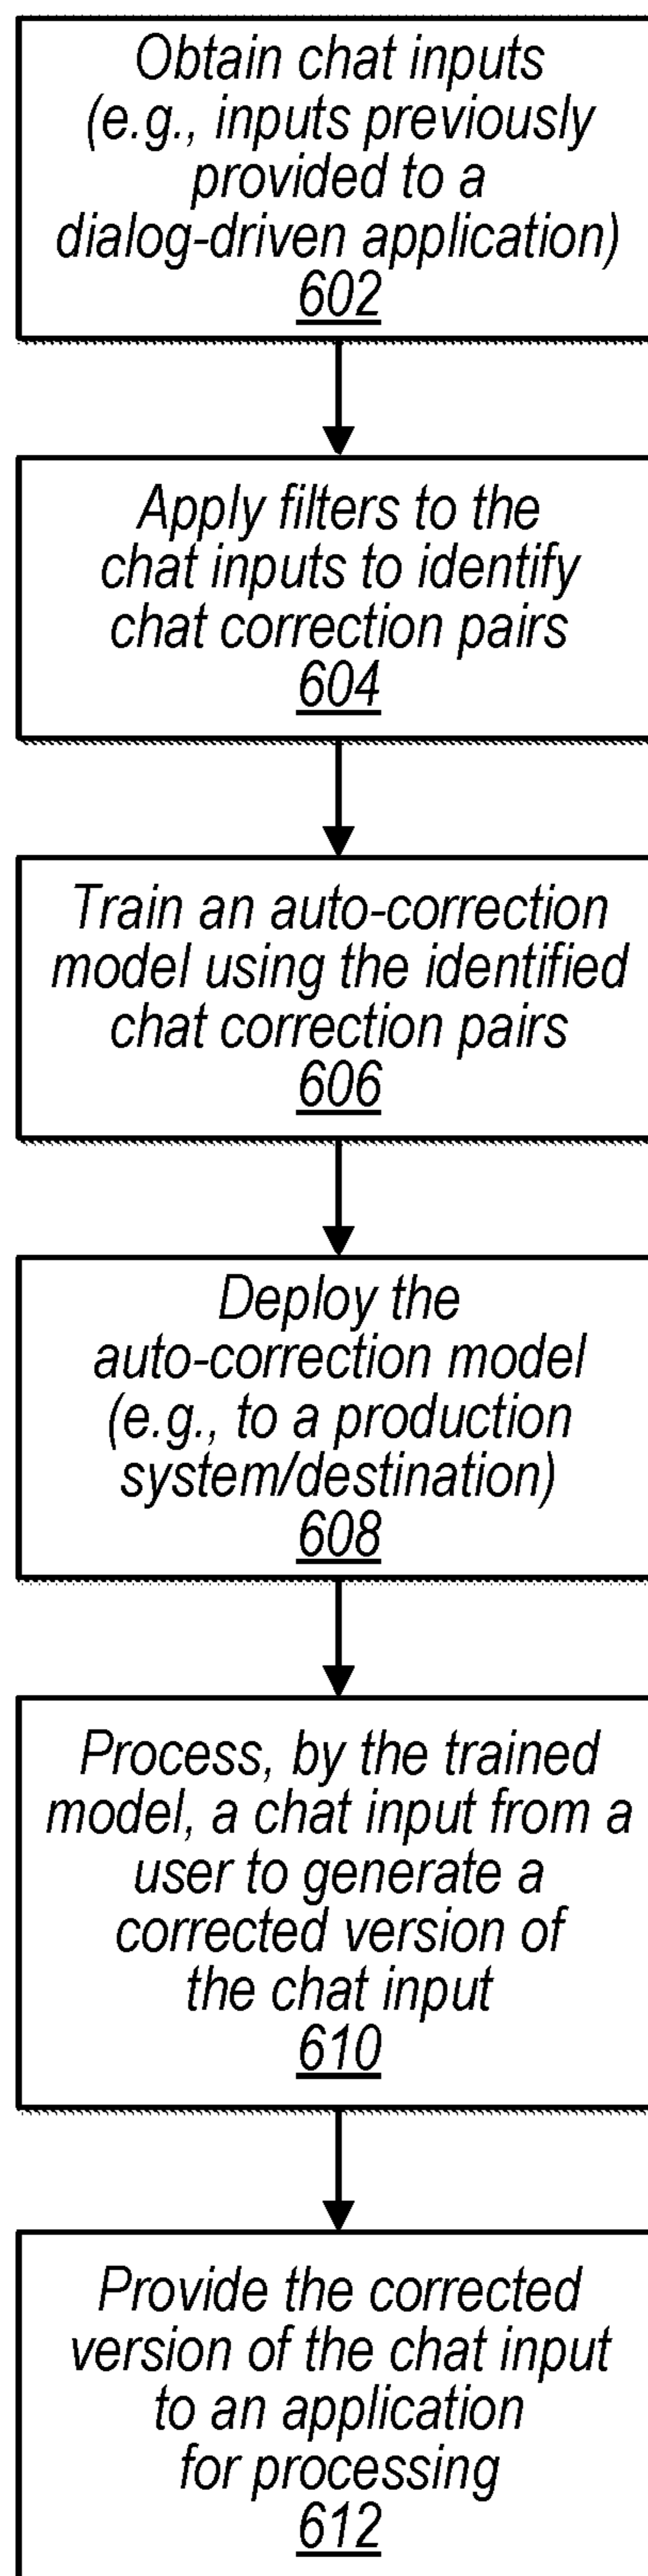 Obtain chat inputs
(e.g., inputs previously
provided to a
dialog-driven application)
602
Apply filters to the
chat inputs to identify
chat correction pairs
604
Train an auto-correction
model using the identified
chat correction pairs
606
Deploy the
auto-correction model
(e.g., to a production
system/destination)
608
Process, by the trained
model, a chat input from a
user to generate a
corrected version of
the chat input
610
Provide the corrected
version of the chat input
to an application
for processing
612